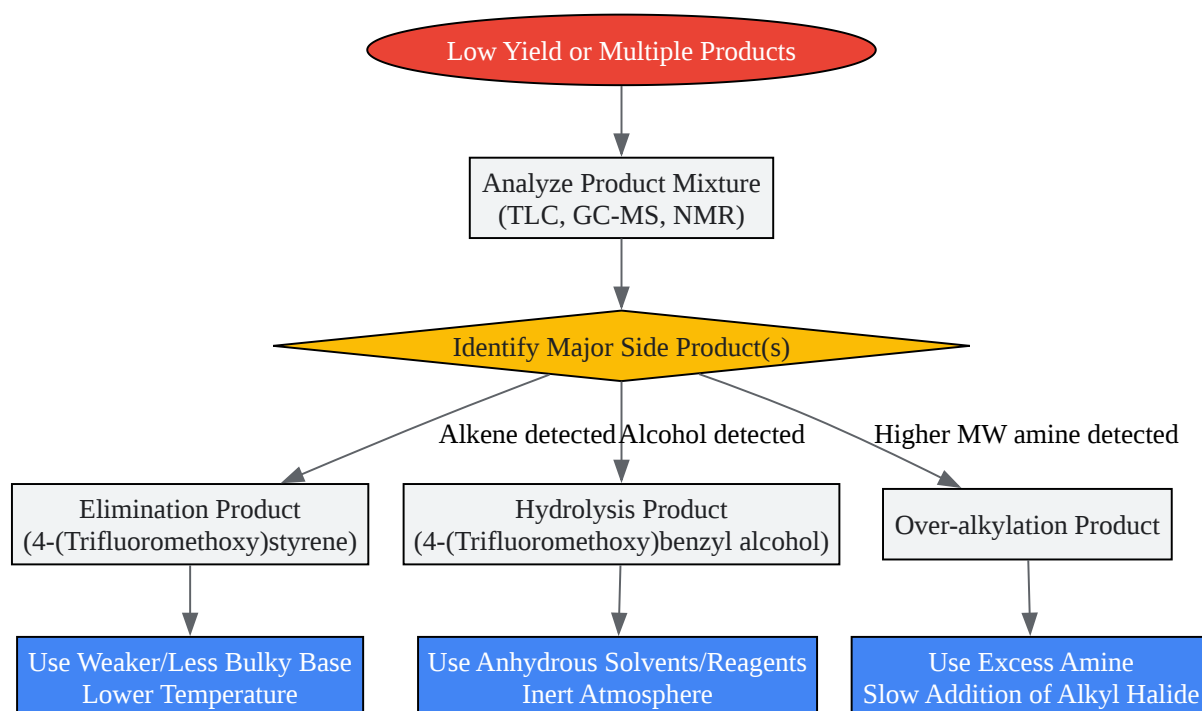 Low Yield or Multiple Products
Analyze Product Mixture
(TLC, GC-MS, NMR)
Identify Major Side Product(s)
Alkene detected
Alcohol detected
Higher MW amine detected
Elimination Product
(4-(Trifluoromethoxy)styrene)
Hydrolysis Product
(4-(Trifluoromethoxy)benzyl alcohol)
Over-alkylation Product
Use Weaker/Less Bulky Base
Lower Temperature
Use Anhydrous Solvents/Reagents
Inert Atmosphere
Use Excess Amine
Slow Addition of Alkyl Halide